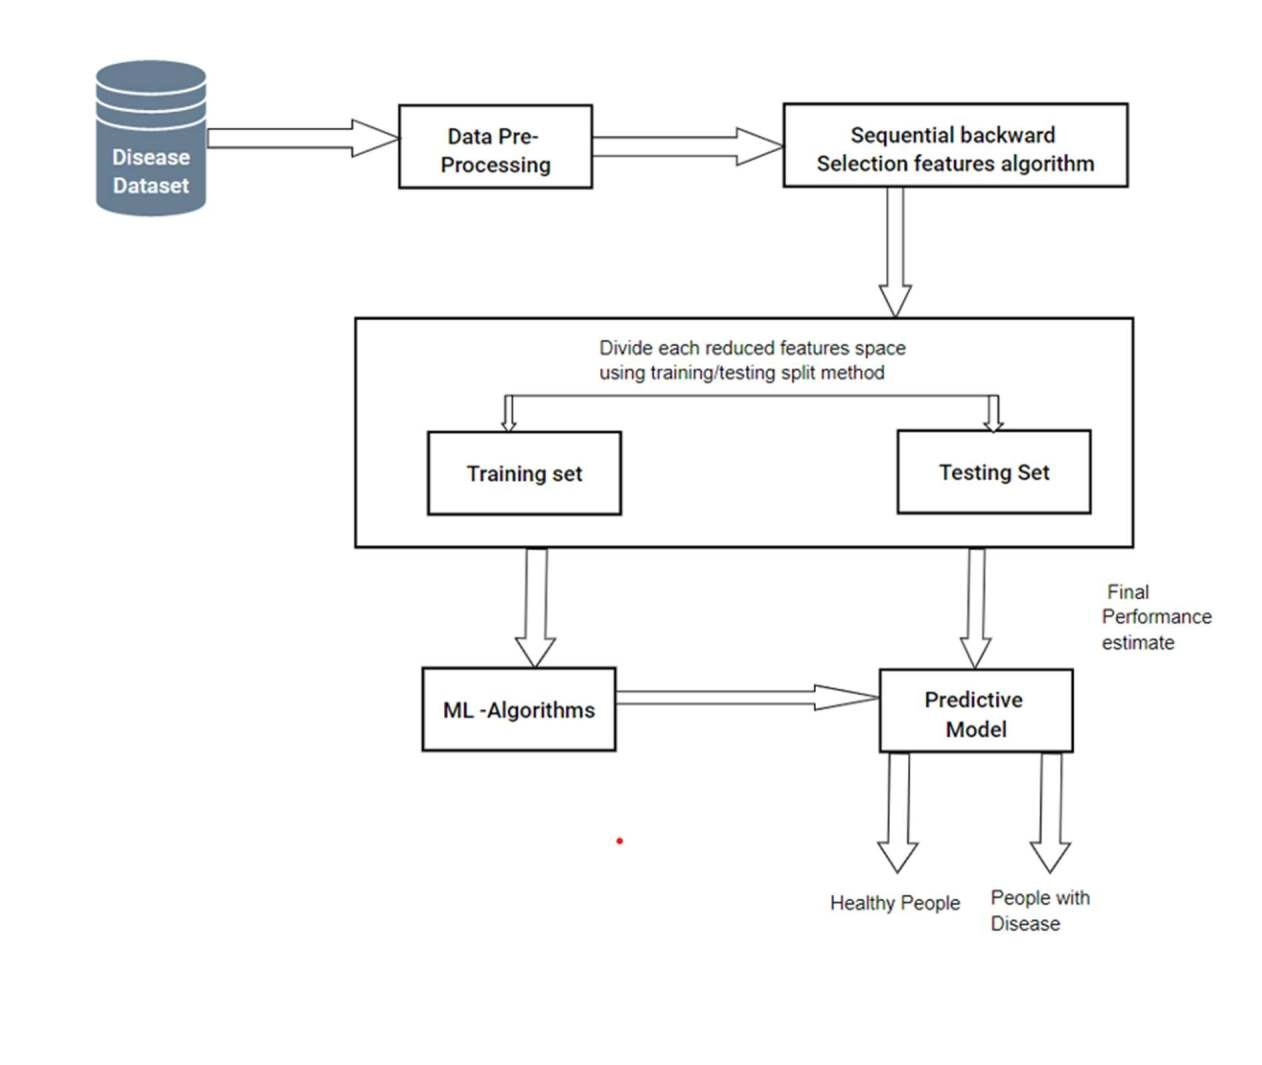 Disease
Dataset
Data Pre-
Processing
Sequential backward
Selection features algorithm
Divide each reduced features space
using training/testing split method
Training set
Testing Set
Final
Performance
estimate
ML -Algorithms
Predictive
Model
Healthy People
People with
Disease